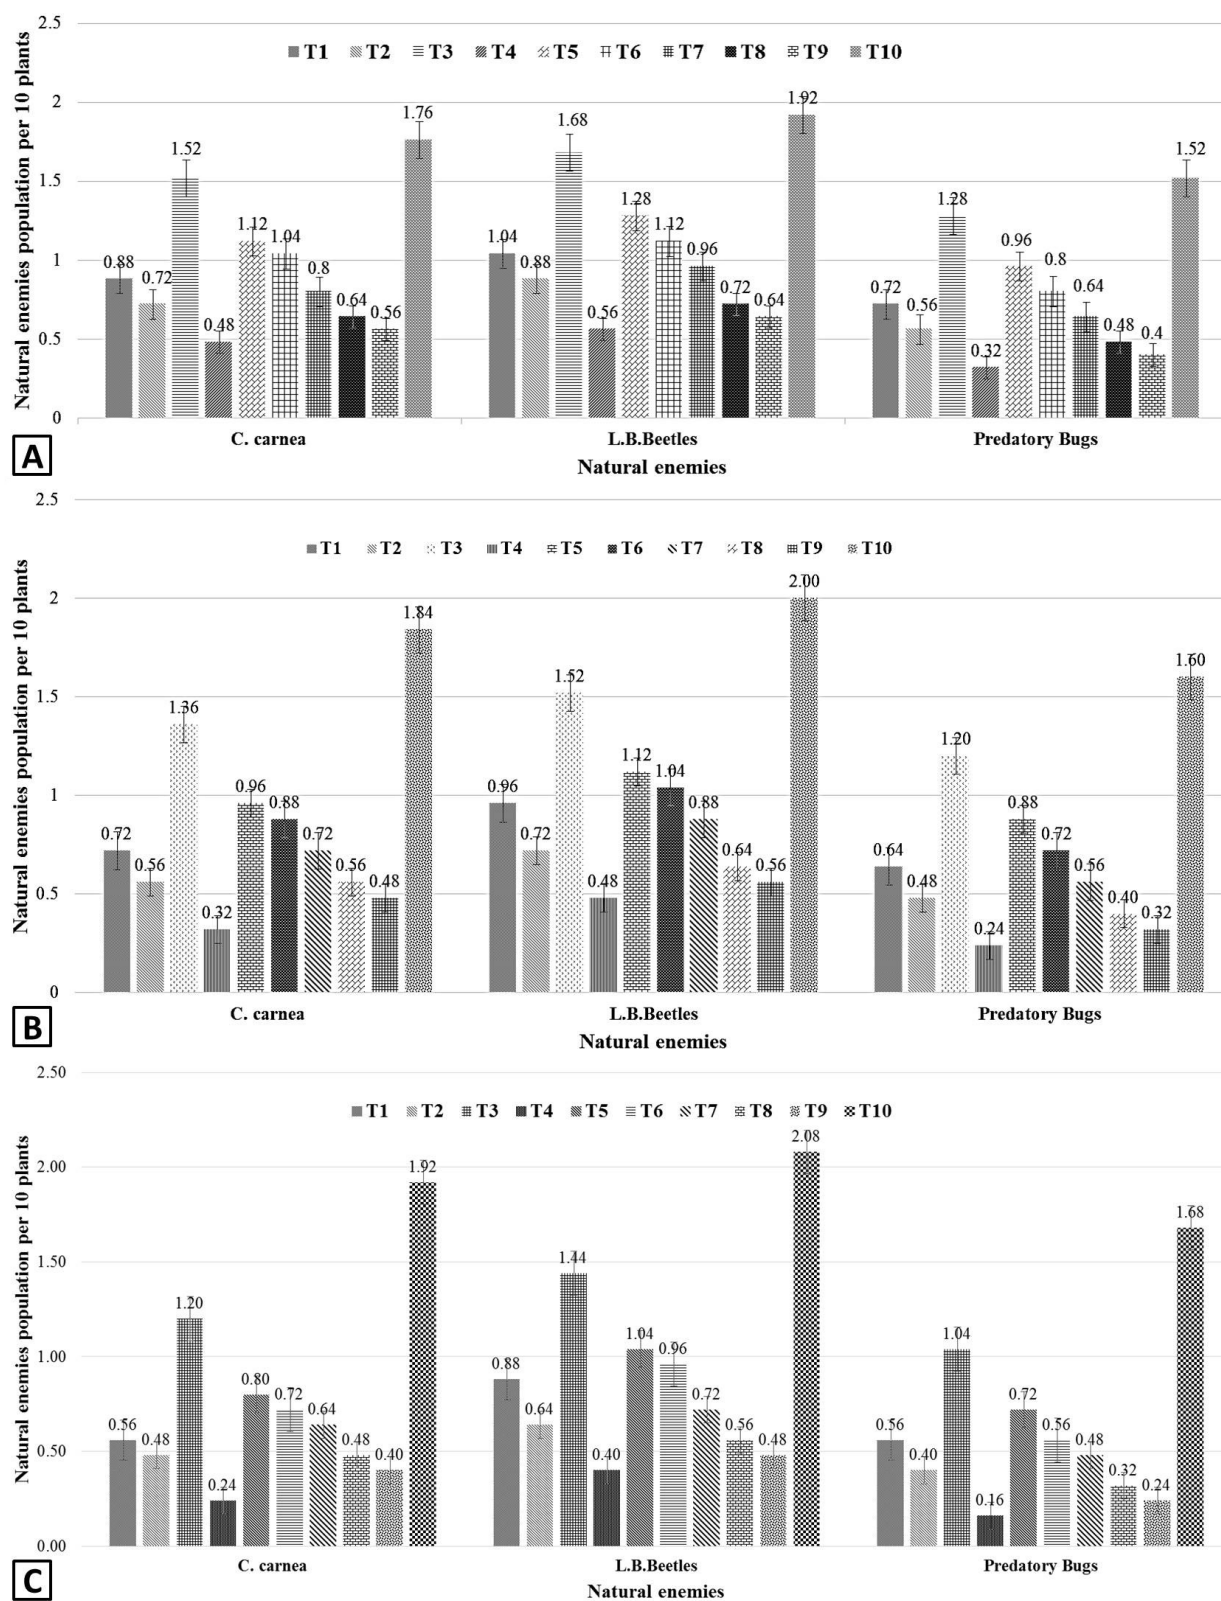 2.5
T1 T2 T3 T4 T5 T6 T7 T8 T9 T10
Natural enemies population per 10 plants
2
1.5
1
0.5
0
0.88 0.72 1.52 0.48 1.12 1.04 0.8 0.64 0.56 1.76
1.04 0.88 1.68 0.56 1.28 1.12 0.96 0.72 0.64 1.92
0.72 0.56 1.28 0.32 0.96 0.8 0.64 0.48 0.4 1.52
C. carnea L.B.Beetles Predatory Bugs
Natural enemies
A
2.5
T1 T2 T3 T4 T5 T6 T7 T8 T9 T10
Natural enemies population per 10 plants
2
1.5
1
0.5
0
0.72 0.56 1.36 0.32 0.96 0.88 0.72 0.56 0.48 1.84
0.96 0.72 1.52 0.48 1.12 1.04 0.88 0.64 0.56 2.00
0.64 0.48 1.20 0.24 0.88 0.72 0.56 0.40 0.32 1.60
C. carnea L.B.Beetles Predatory Bugs
Natural enemies
B
2.50
T1 T2 T3 T4 T5 T6 T7 T8 T9 T10
Natural enemies population per 10 plants
2.00
1.50
1.00
0.50
0.00
0.56 0.48 1.20 0.24 0.80 0.72 0.64 0.48 0.40 1.92
0.88 0.64 1.44 0.40 1.04 0.96 0.72 0.56 0.48 2.08
0.56 0.40 1.04 0.16 0.72 0.56 0.48 0.32 0.24 1.68
C. carnea L.B.Beetles Predatory Bugs
Natural enemies
C